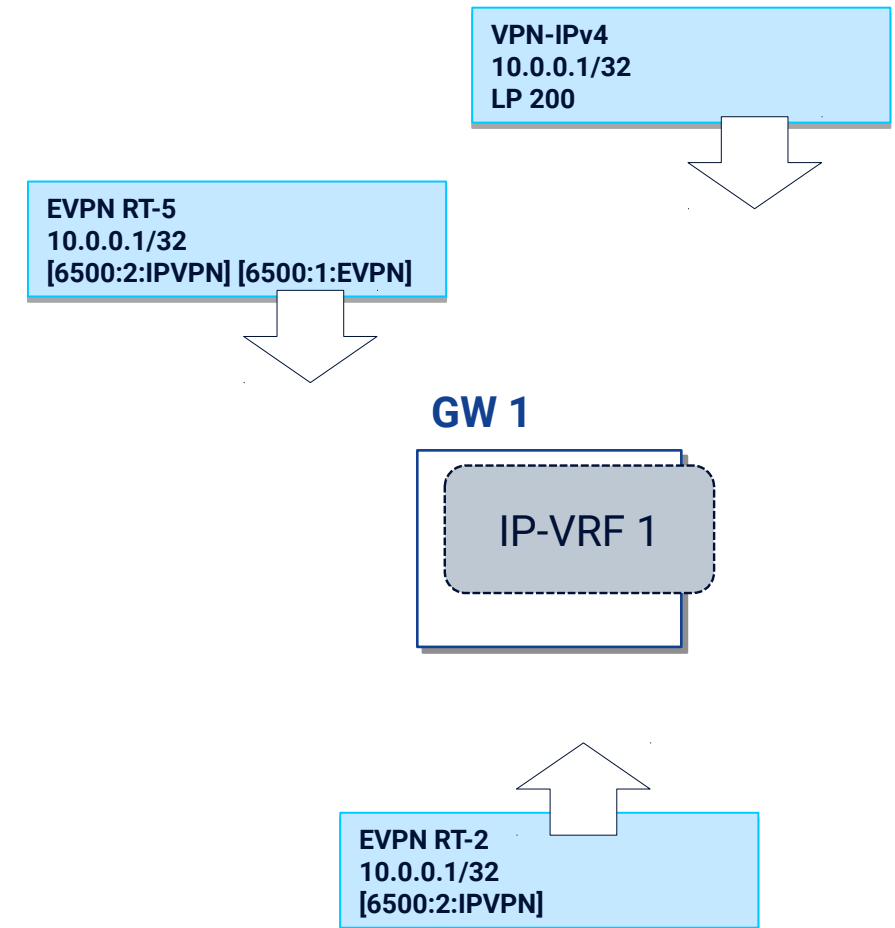 VPN-IPv4
10.0.0.1/32
LP 200
EVPN RT-5
10.0.0.1/32
[6500:2:IPVPN] [6500:1:EVPN]
GW 1
IP-VRF 1
EVPN RT-2
10.0.0.1/32
[6500:2:IPVPN]